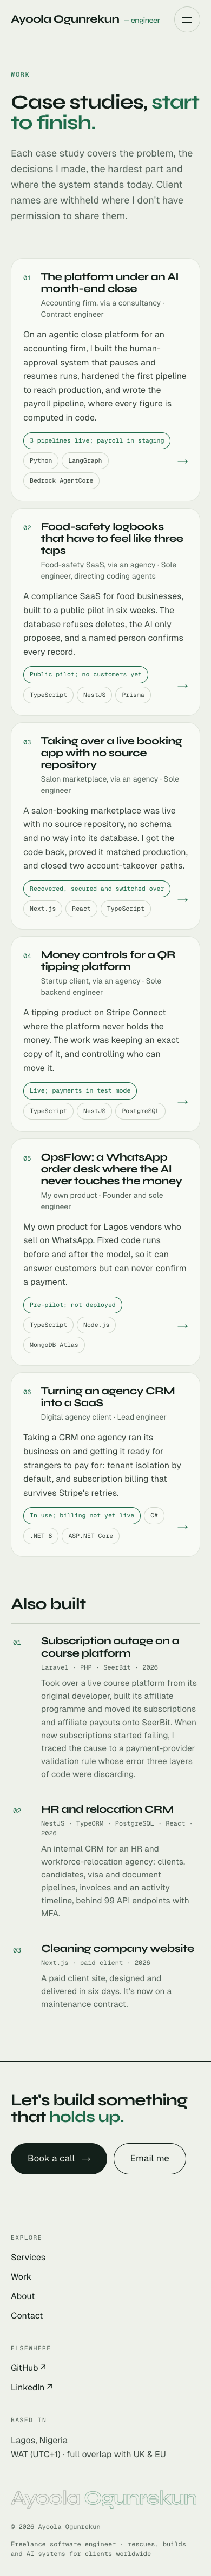 Ayoola Ogunrekun — engineer
WORK
Case studies, start
to finish.
Each case study covers the problem, the
decisions I made, the hardest part and
where the system stands today. Client
names are withheld where I don't have
permission to share them.
01 The platform under an AI
month-end close
Accounting firm, via a consultancy ·
Contract engineer
On an agentic close platform for an
accounting firm, I built the human-
approval system that pauses and
resumes runs, hardened the first pipeline
to reach production, and wrote the
payroll pipeline, where every figure is
computed in code.
3 pipelines live; payroll in staging
Python LangGraph →
Bedrock AgentCore
02 Food-safety logbooks
that have to feel like three
taps
Food-safety SaaS, via an agency · Sole
engineer, directing coding agents
A compliance SaaS for food businesses,
built to a public pilot in six weeks. The
database refuses deletes, the AI only
proposes, and a named person confirms
every record.
Public pilot; no customers yet
TypeScript NestJS Prisma →
03 Taking over a live booking
app with no source
repository
Salon marketplace, via an agency · Sole
engineer
A salon-booking marketplace was live
with no source repository, no schema
and no way into its database. I got the
code back, proved it matched production,
and closed two account-takeover paths.
Recovered, secured and switched over
Next.js React TypeScript →
04 Money controls for a QR
tipping platform
Startup client, via an agency · Sole
backend engineer
A tipping product on Stripe Connect
where the platform never holds the
money. The work was keeping an exact
copy of it, and controlling who can
move it.
Live; payments in test mode
TypeScript NestJS PostgreSQL →
05 OpsFlow: a WhatsApp
order desk where the AI
never touches the money
My own product · Founder and sole
engineer
My own product for Lagos vendors who
sell on WhatsApp. Fixed code runs
before and after the model, so it can
answer customers but can never confirm
a payment.
Pre-pilot; not deployed
TypeScript Node.js →
MongoDB Atlas
06 Turning an agency CRM
into a SaaS
Digital agency client · Lead engineer
Taking a CRM one agency ran its
business on and getting it ready for
strangers to pay for: tenant isolation by
default, and subscription billing that
survives Stripe's retries.
In use; billing not yet live C#
.NET 8 ASP.NET Core →
Also built
01 Subscription outage on a
course platform
Laravel · PHP · SeerBit · 2026
Took over a live course platform from its
original developer, built its affiliate
programme and moved its subscriptions
and affiliate payouts onto SeerBit. When
new subscriptions started failing, I
traced the cause to a payment-provider
validation rule whose error three layers
of code were discarding.
02 HR and relocation CRM
NestJS · TypeORM · PostgreSQL · React ·
2026
An internal CRM for an HR and
workforce-relocation agency: clients,
candidates, visa and document
pipelines, invoices and an activity
timeline, behind 99 API endpoints with
MFA.
03 Cleaning company website
Next.js · paid client · 2026
A paid client site, designed and
delivered in six days. It's now on a
maintenance contract.
Let's build something
that holds up.
Book a call → Email me
EXPLORE
Services
Work
About
Contact
ELSEWHERE
GitHub ↗
LinkedIn ↗
BASED IN
Lagos, Nigeria
WAT (UTC+1) · full overlap with UK & EU
Ayoola Ogunrekun
© 2026 Ayoola Ogunrekun
Freelance software engineer · rescues, builds
and AI systems for clients worldwide